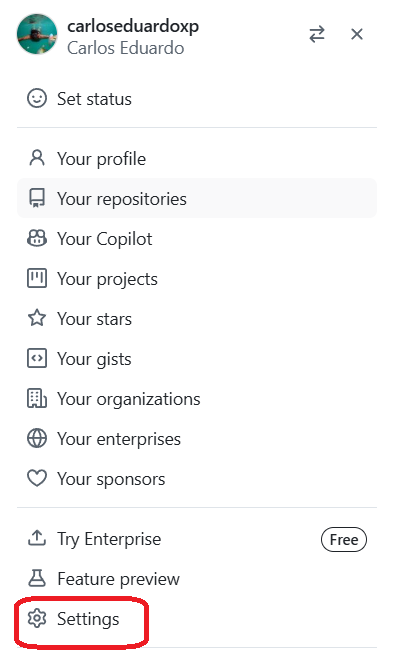 carloseduardoxp
Carlos Eduardo
Set status
Your profile
Your repositories
Your Copilot
Your projects
Your stars
Your gists
Your organizations
Your enterprises
Your sponsors
Try Enterprise Free
Feature preview
Settings